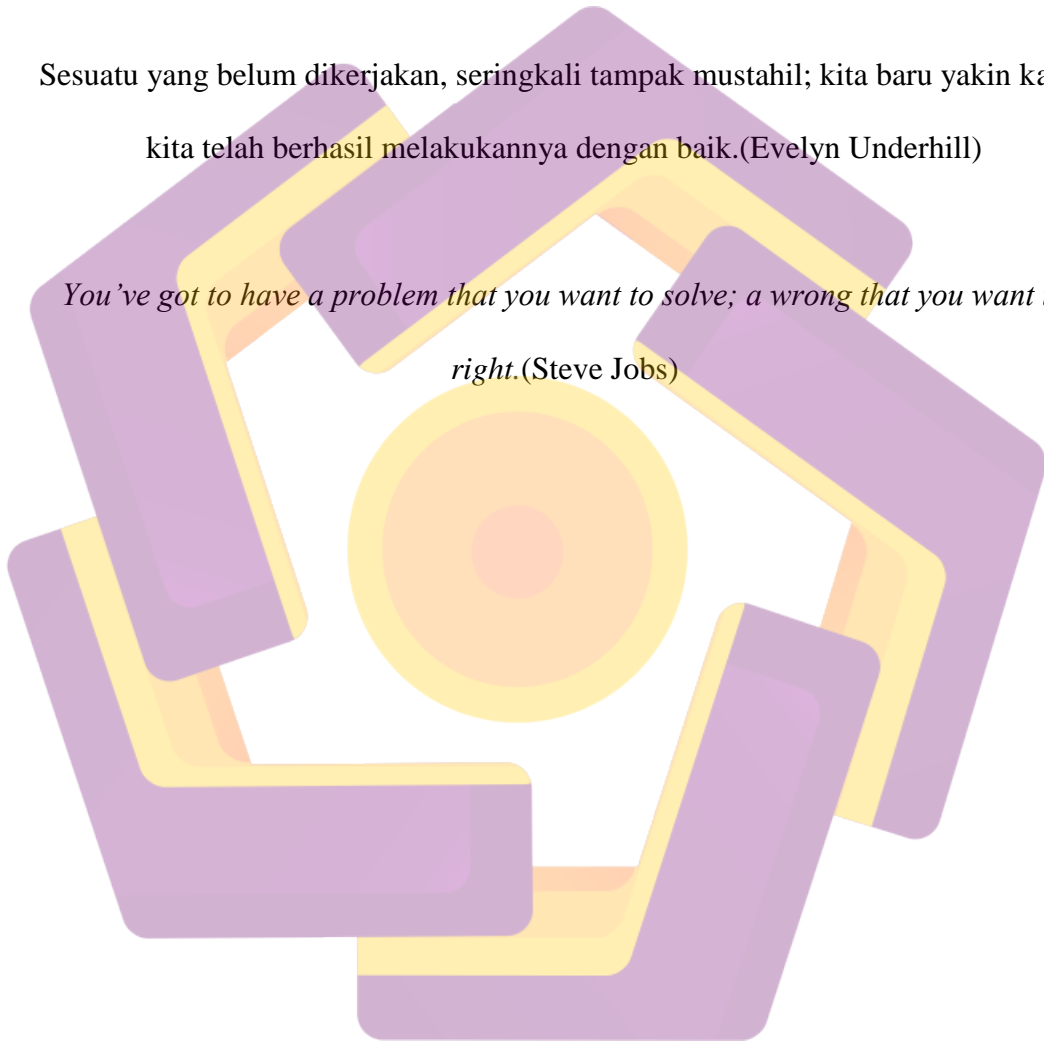 Sesuatu yang belum dikerjakan, seringkali tampak mustahil; kita baru yakin
kita telah berhasil melakukannya dengan baik.(Evelyn Underhill)
You’ve got to have a problem that you want to solve; a wrong that you want
right.(Steve Jobs)